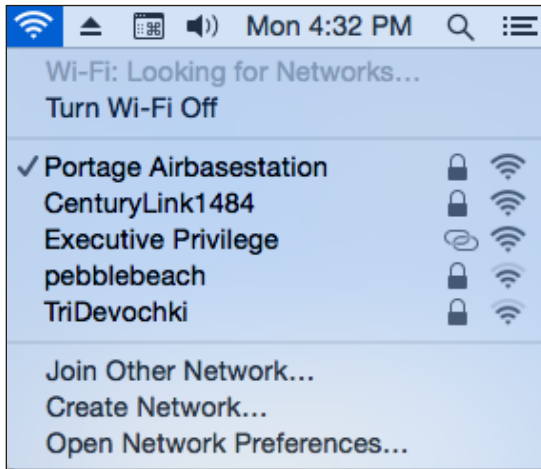 Mon 4:32 PM
Wi-Fi: Looking for Networks...
Turn Wi-Fi Off
Portage Airbasestation
CenturyLink1484
Executive Privilege
pebblebeach
TriDevochki
Join Other Network...
Create Network...
Open Network Preferences...